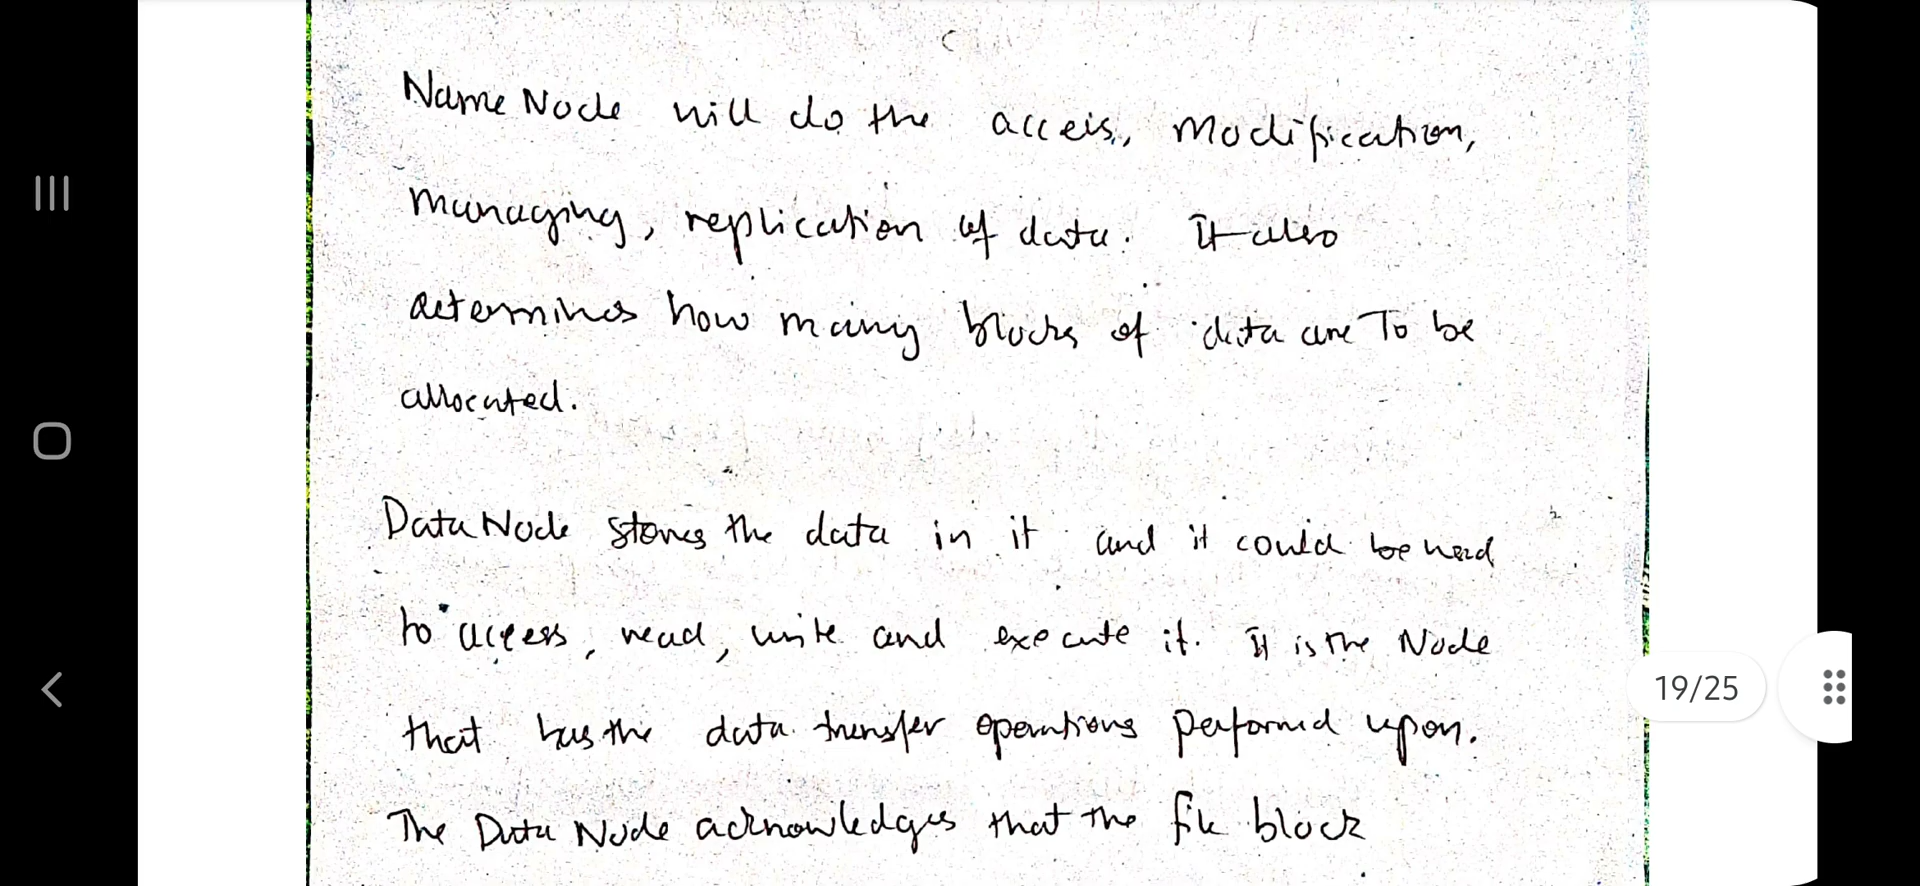 Name Node will do the access, Modification,
managing, replication of data. It also
determines how many blocks of data are To be
allocated.
Data Node stores the data in it and it could be used
to access, read, write and execute it. It is the Node
that has the data transfer operations performed upon.
The Data Node acknowledges that the file block
19/25